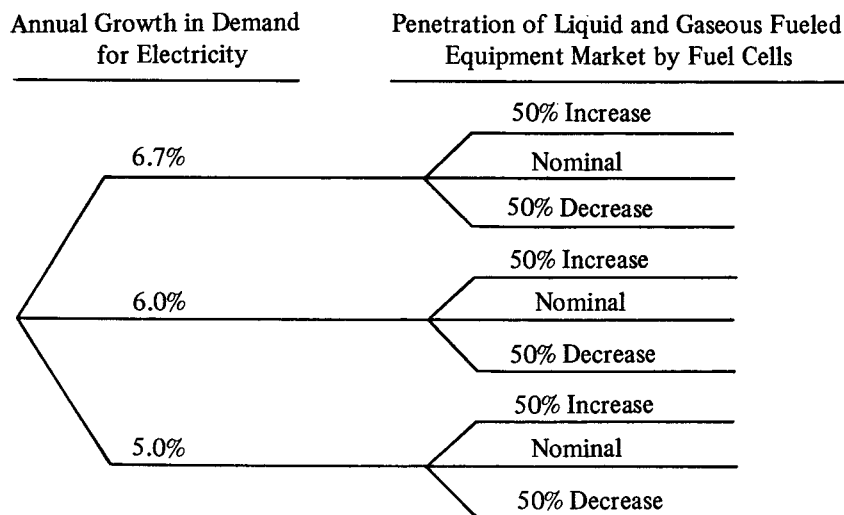 Annual Growth in Demand
for Electricity
Penetration of Liquid and Gaseous Fueled
Equipment Market by Fuel Cells
6.7%
50% Increase
Nominal
50% Decrease
6.0%
50% Increase
Nominal
50% Decrease
5.0%
50% Increase
Nominal
50% Decrease